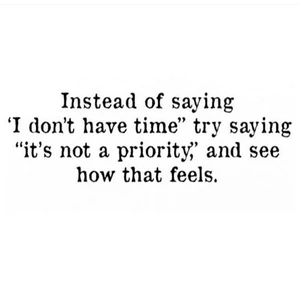 Instead of saying
'I don't have time” try saying
“it's not a priority,” and see
how that feels.